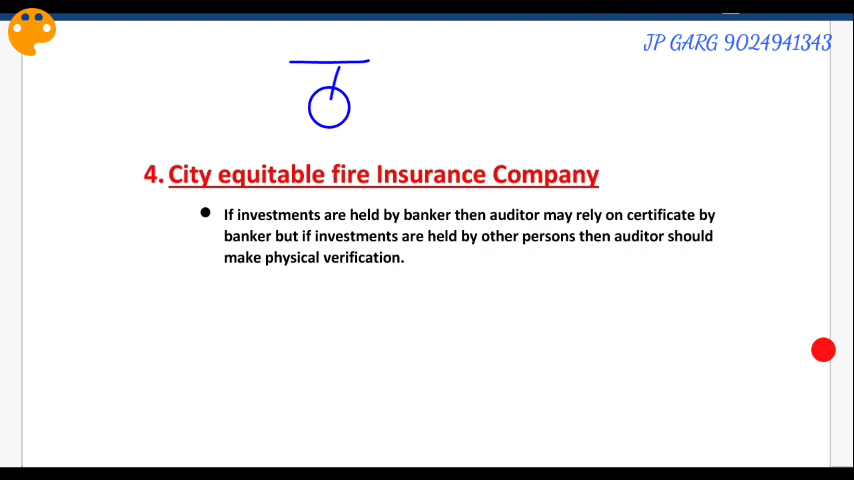 JP GARG 9024941343
4. City equitable fire Insurance Company
● If investments are held by banker then auditor may rely on certificate by
banker but if investments are held by other persons then auditor should
make physical verification.